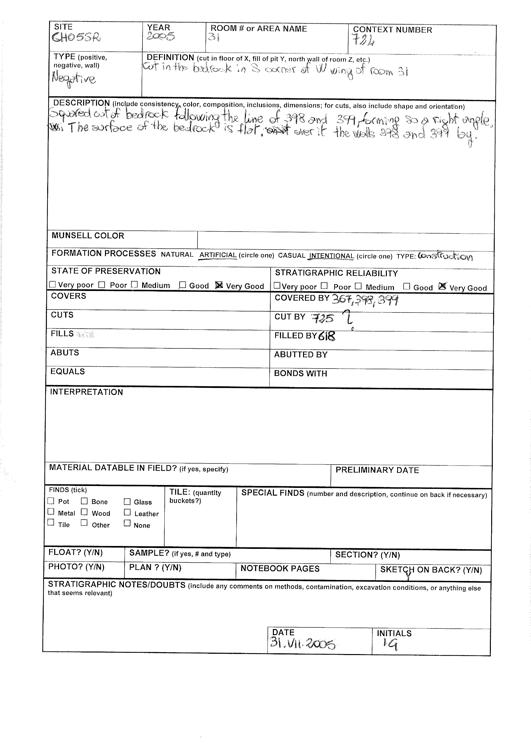 SITE
CH05SR
YEAR
2005
ROOM # or AREA NAME
31
CONTEXT NUMBER
724
TYPE (positive, negative, wall)
Negative
DEFINITION (cut in floor of X, fill of pit Y, north wall of room Z, etc.)
Cut in the bedrock in S corner of W wing of room 31
DESCRIPTION (include consistency, color, composition, inclusions, dimensions; for cuts, also include shape and orientation)
Squared cut of bedrock following the line of 398 and 399, forming so a right angle,
The surface of the bedrock is flat, over it the walls 398 and 399 by.
MUNSELL COLOR
FORMATION PROCESSES NATURAL ARTIFICIAL (circle one) CASUAL INTENTIONAL (circle one) TYPE: Construction
STATE OF PRESERVATION
☐ Very poor ☐ Poor ☐ Medium ☐ Good ☒ Very Good
STRATIGRAPHIC RELIABILITY
☐ Very poor ☐ Poor ☐ Medium ☐ Good ☒ Very Good
COVERS
COVERED BY 367, 398, 399
CUTS
CUT BY 725 ?
FILLS
FILLED BY 618
ABUTS
ABUTTED BY
EQUALS
BONDS WITH
INTERPRETATION
MATERIAL DATABLE IN FIELD? (if yes, specify)
PRELIMINARY DATE
FINDS (tick)
☐ Pot ☐ Bone ☐ Glass
☐ Metal ☐ Wood ☐ Leather
☐ Tile ☐ Other ☐ None
TILE: (quantity buckets?)
SPECIAL FINDS (number and description, continue on back if necessary)
FLOAT? (Y/N)
SAMPLE? (if yes, # and type)
SECTION? (Y/N)
PHOTO? (Y/N)
PLAN ? (Y/N)
NOTEBOOK PAGES
SKETCH ON BACK? (Y/N)
STRATIGRAPHIC NOTES/DOUBTS (include any comments on methods, contamination, excavation conditions, or anything else
that seems relevant)
DATE
31.VII.2005
INITIALS
IG